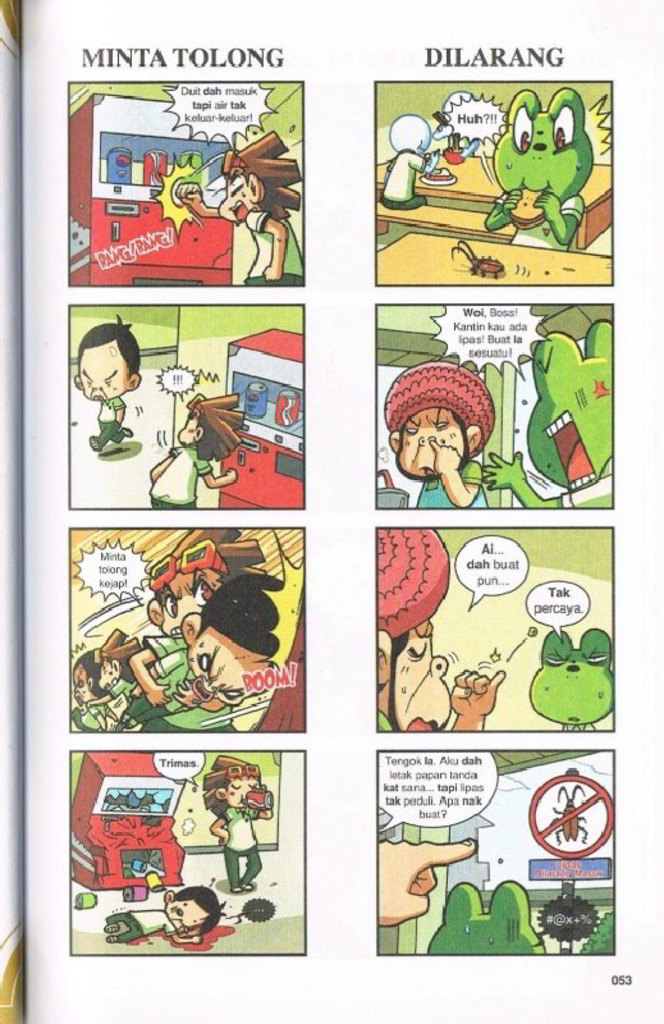 MINTA TOLONG
Duit dah masuk
tapi air tak
keluar-keluar!
BANG! BANG!
!!!
Minta
tolong
kejap!
BOOM!
Trimas.
DILARANG
Huh?!!
Woi, Boss!
Kantin kau ada
lipas! Buat la
sesuatu!
Ai...
dah buat
pun....
Tak
percaya.
Tengok la. Aku dah
letak papan tanda
kat sana... tapi lipas
tak peduli. Apa nak
buat?
Dilarang Masuk
#@x+%
053